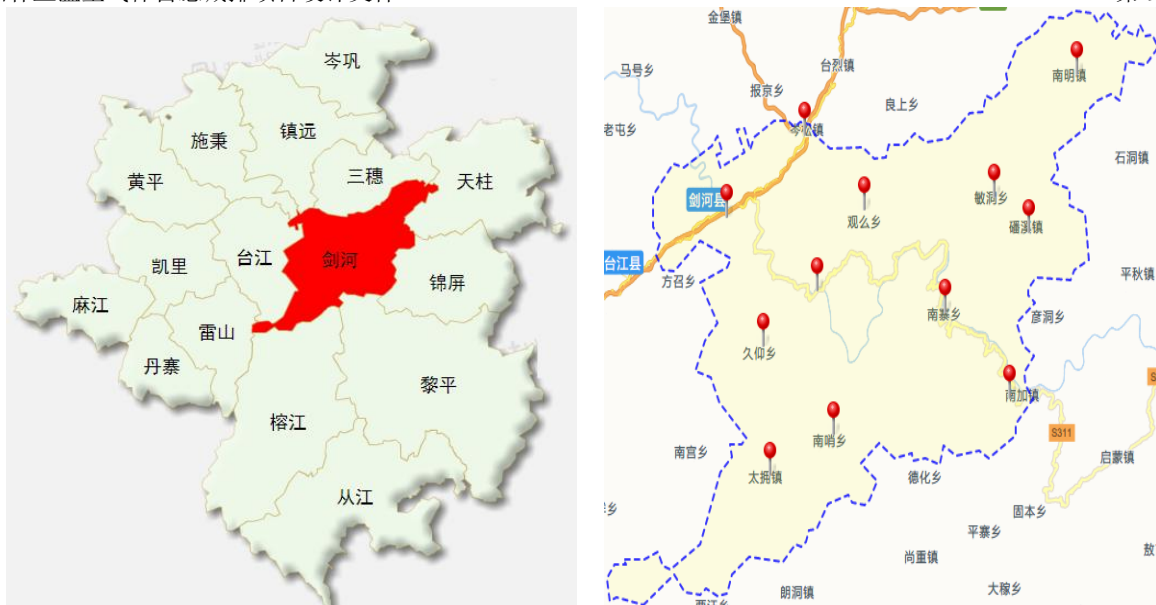 岑巩
施秉
镇远
三穗
天柱
黄平
台江
剑河
凯里
锦屏
麻江
雷山
丹寨
黎平
榕江
从江
金堡镇
马号乡
台烈镇
报京乡
良上乡
南明镇
老屯乡
岑松镇
石洞镇
剑河县
观么乡
敏洞乡
磻溪镇
台江县
方召乡
平秋镇
南寨乡
彦洞乡
久仰乡
南加镇
南宫乡
南哨乡
S311
太拥镇
德化乡
启蒙镇
固本乡
平寨乡
尚重镇
朗洞镇
大稼乡